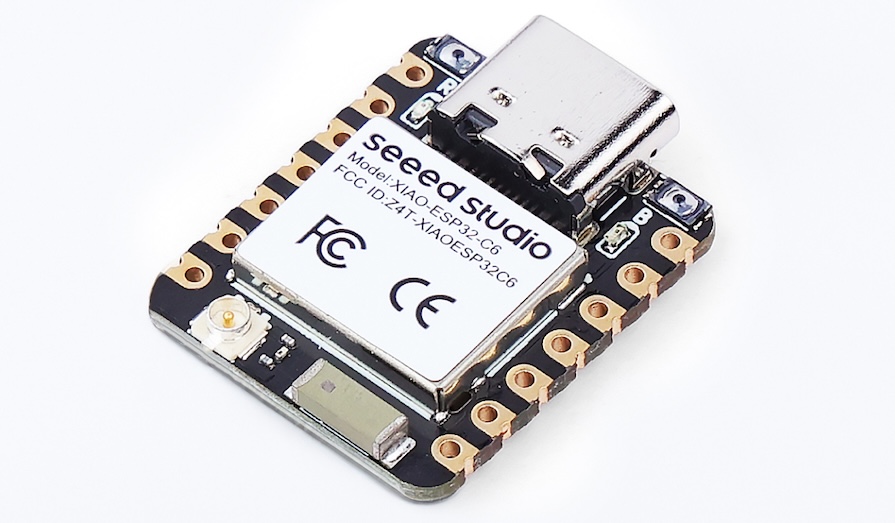 R
seeed studio
Model:XIAO-ESP32-C6
FCC ID:Z4T-XIAOESP32C6
FC CE
B